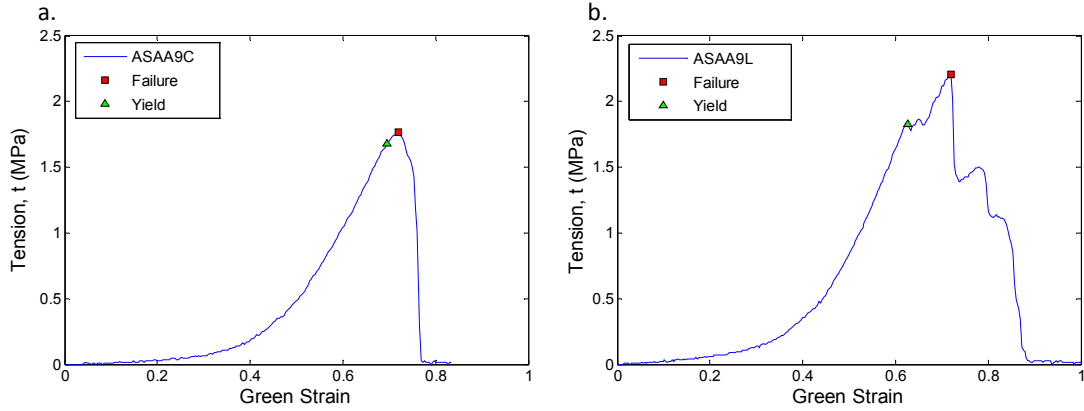 a.
2.5
2
1.5
1
0.5
0
0
0.2
0.4
0.6
0.8
1
Tension, t (MPa)
Green Strain
ASAA9C
Failure
Yield
b.
2.5
2
1.5
1
0.5
0
0
0.2
0.4
0.6
0.8
1
Tension, t (MPa)
Green Strain
ASAA9L
Failure
Yield